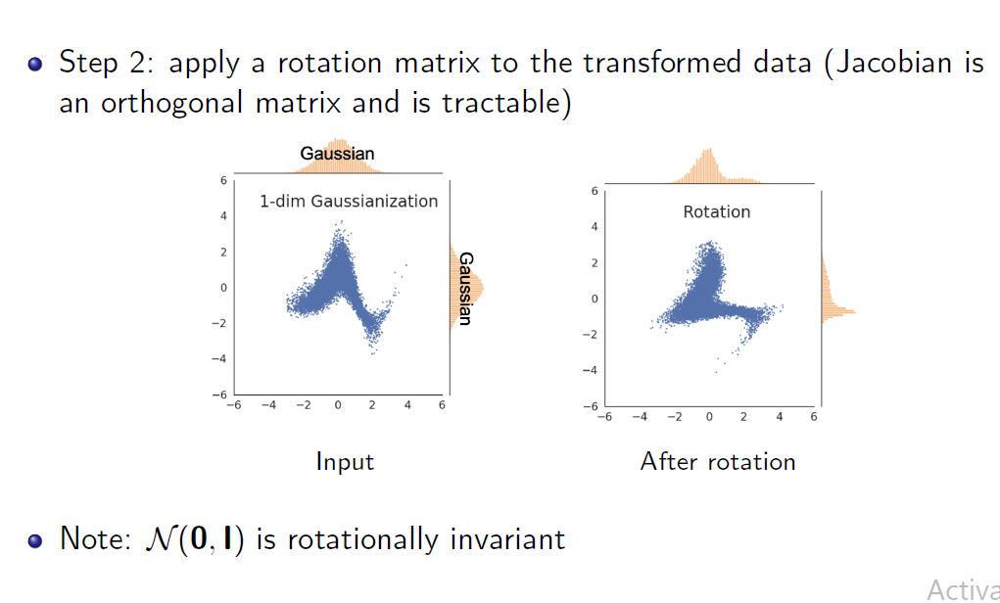 Step 2: apply a rotation matrix to the transformed data (Jacobian is
an orthogonal matrix and is tractable)
Gaussian
1-dim Gaussianization
Gaussian
6
4
2
0
−2
−4
−6
−6 −4 −2 0 2 4 6
Input
Rotation
6
4
2
0
−2
−4
−6
−6 −4 −2 0 2 4 6
After rotation
Note: 𝒩(𝟎, 𝐈) is rotationally invariant
Activa